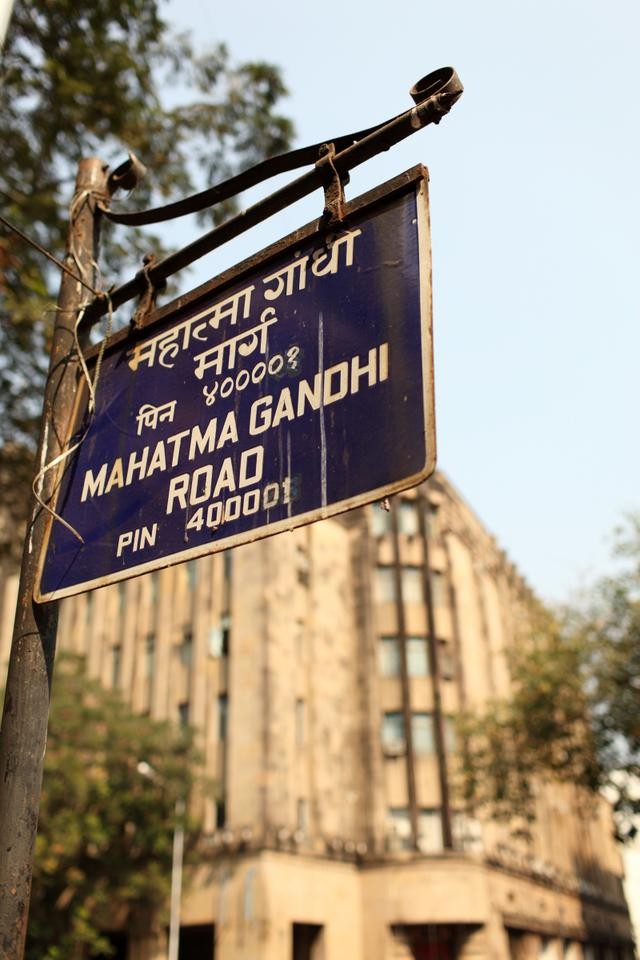 महात्मा गांधी
मार्ग
पिन ४००००१
MAHATMA GANDHI
ROAD
PIN 400001